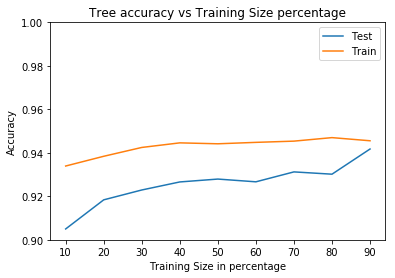 Tree accuracy vs Training Size percentage
1.00
0.98
0.96
0.94
0.92
0.90
Accuracy
Test
Train
10 20 30 40 50 60 70 80 90
Training Size in percentage